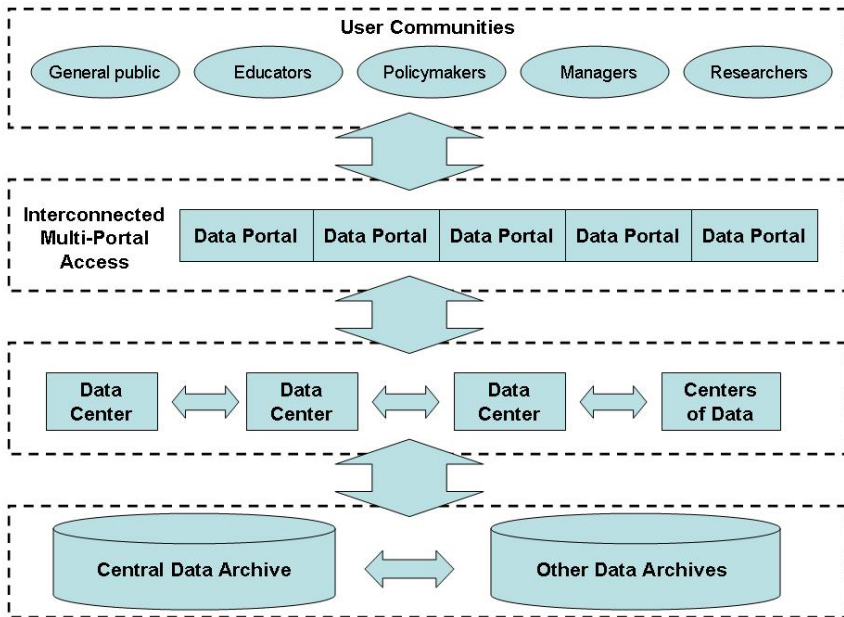 User Communities
General public
Educators
Policymakers
Managers
Researchers
Interconnected
Multi-Portal
Access
Data Portal
Data Portal
Data Portal
Data Portal
Data Portal
Data
Center
Data
Center
Data
Center
Centers
of Data
Central Data Archive
Other Data Archives